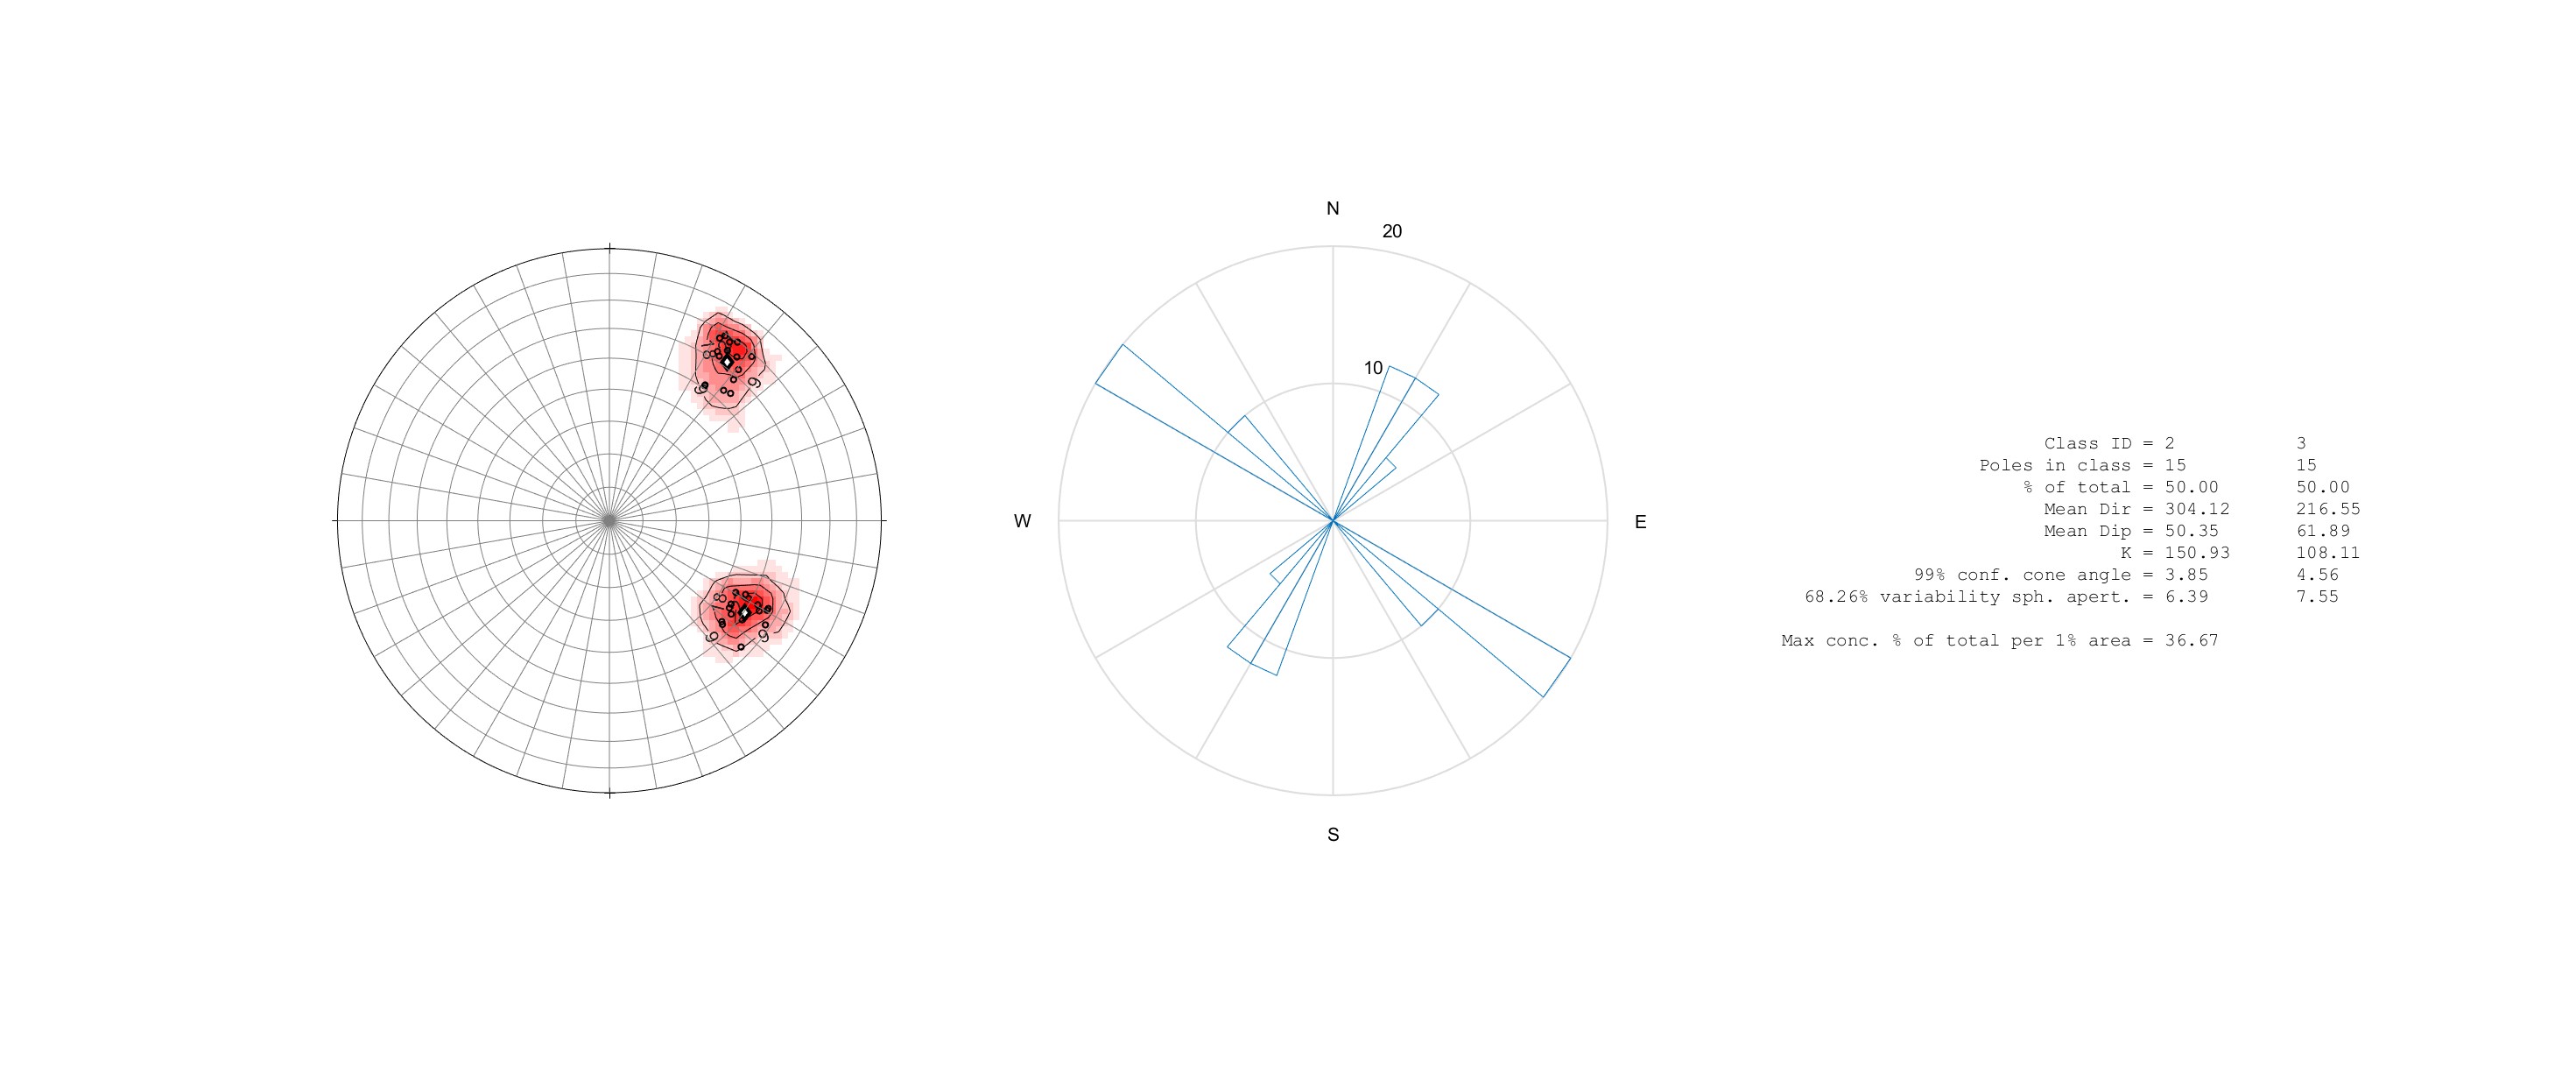 N
20
10
W
E
S
Class ID = 2 3
Poles in class = 15 15
% of total = 50.00 50.00
Mean Dir = 304.12 216.55
Mean Dip = 50.35 61.89
K = 150.93 108.11
99% conf. cone angle = 3.85 4.56
68.26% variability sph. apert. = 6.39 7.55
Max conc. % of total per 1% area = 36.67